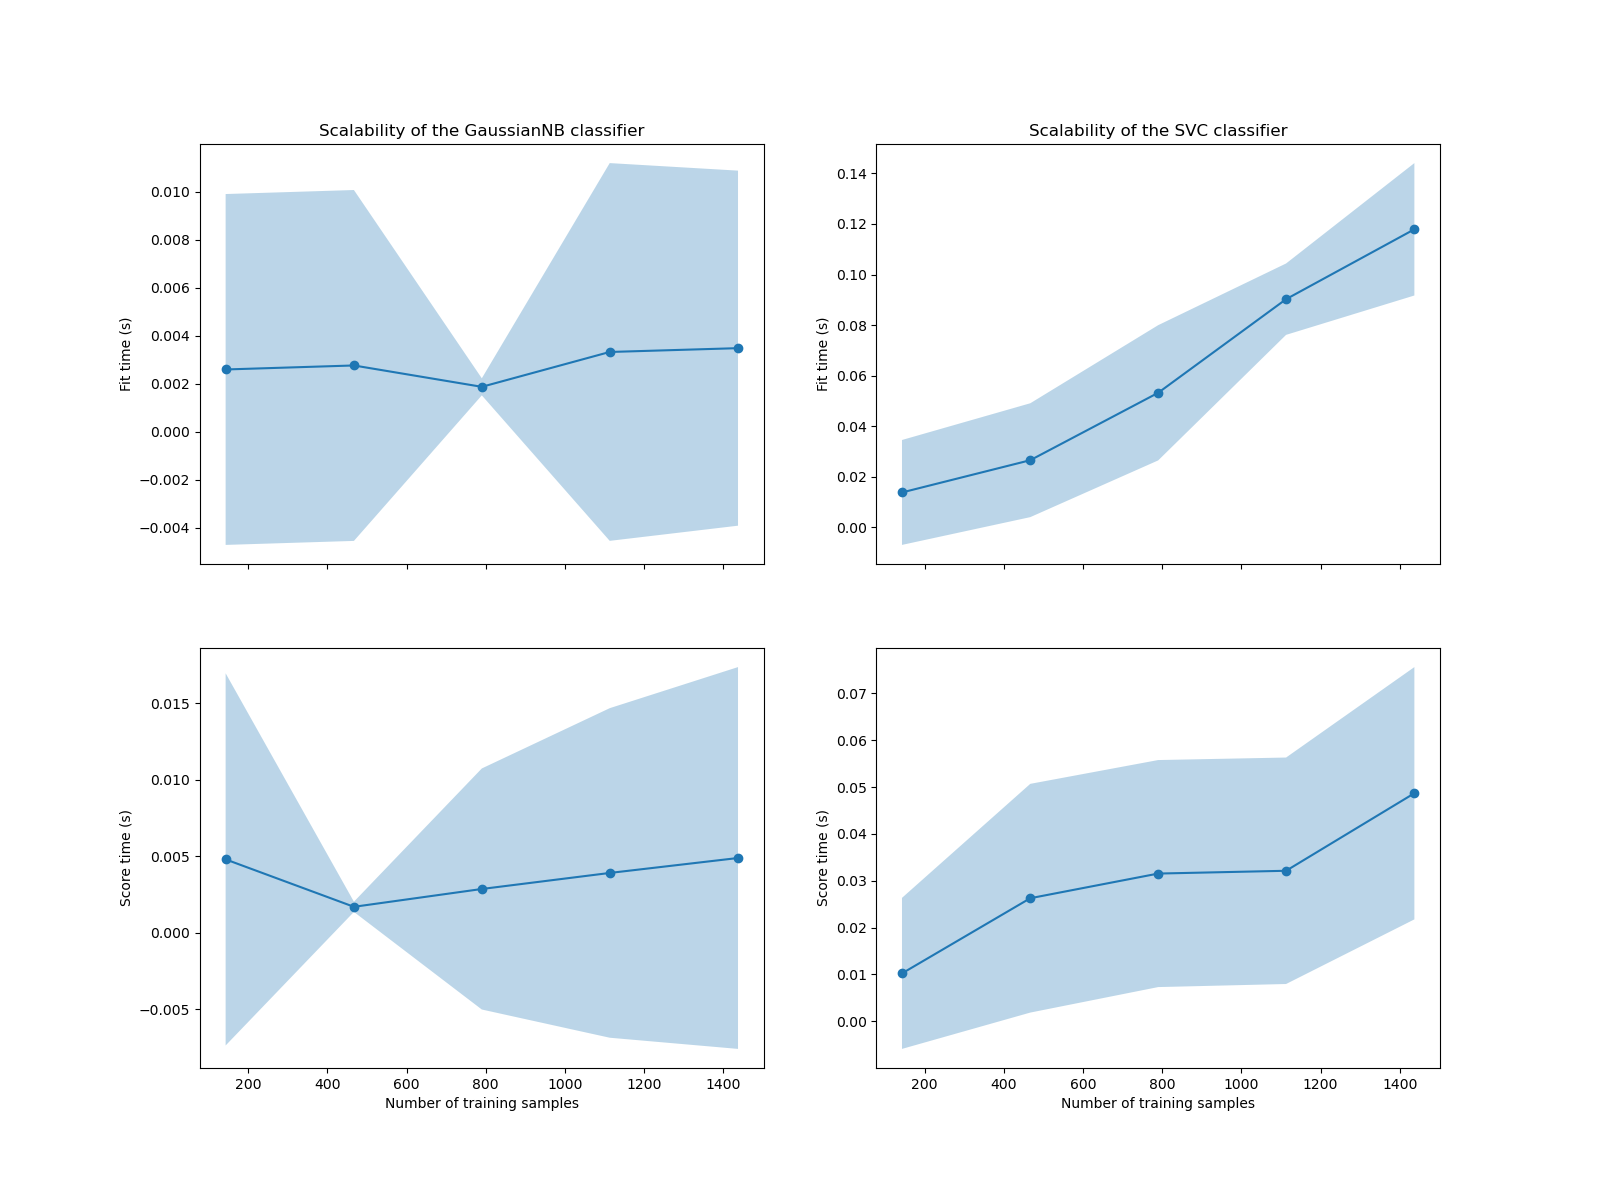 Scalability of the GaussianNB classifier
Fit time (s)
0.010
0.008
0.006
0.004
0.002
0.000
−0.002
−0.004
Scalability of the SVC classifier
Fit time (s)
0.14
0.12
0.10
0.08
0.06
0.04
0.02
0.00
Score time (s)
0.015
0.010
0.005
0.000
−0.005
200 400 600 800 1000 1200 1400
Number of training samples
Score time (s)
0.07
0.06
0.05
0.04
0.03
0.02
0.01
0.00
200 400 600 800 1000 1200 1400
Number of training samples